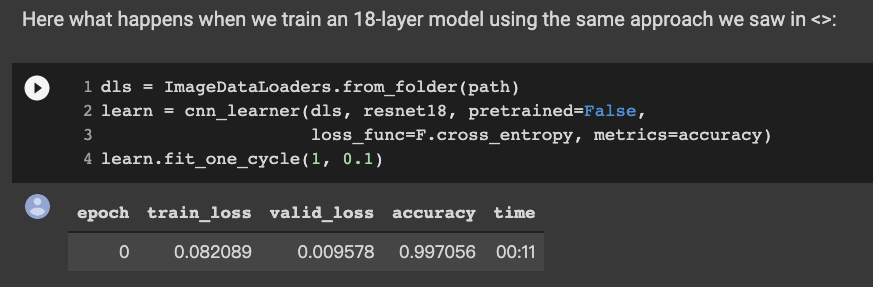 Here what happens when we train an 18-layer model using the same approach we saw in <>:
1 dls = ImageDataLoaders.from_folder(path)
2 learn = cnn_learner(dls, resnet18, pretrained=False,
3                     loss_func=F.cross_entropy, metrics=accuracy)
4 learn.fit_one_cycle(1, 0.1)
epoch train_loss valid_loss accuracy time
0 0.082089 0.009578 0.997056 00:11